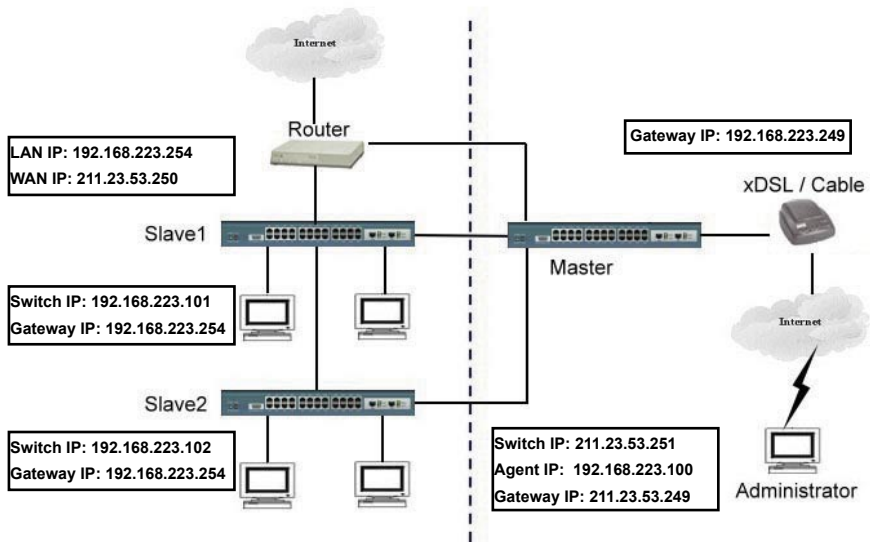 Internet
Router
LAN IP: 192.168.223.254
WAN IP: 211.23.53.250
Gateway IP: 192.168.223.249
xDSL / Cable
Slave1
Master
Switch IP: 192.168.223.101
Gateway IP: 192.168.223.254
Internet
Slave2
Switch IP: 192.168.223.102
Gateway IP: 192.168.223.254
Switch IP: 211.23.53.251
Agent IP: 192.168.223.100
Gateway IP: 211.23.53.249
Administrator